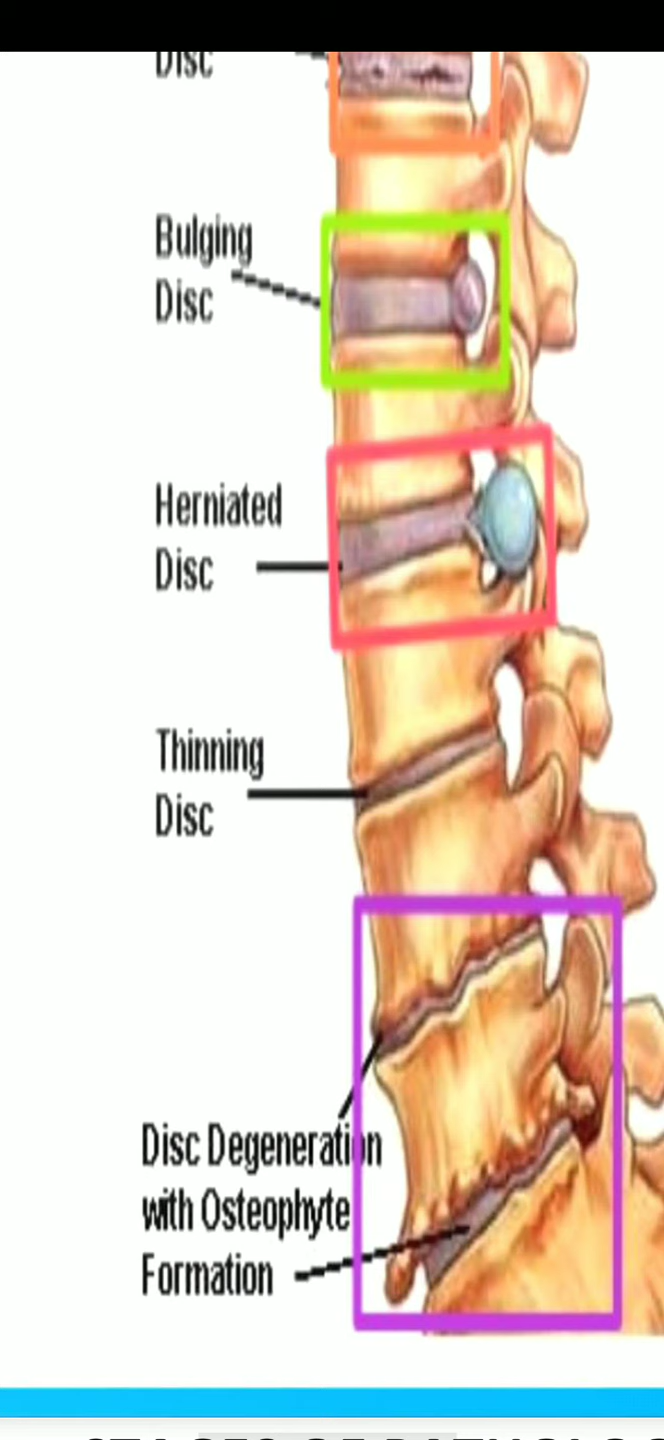 Disc
Bulging
Disc
Herniated
Disc
Thinning
Disc
Disc Degeneration
with Osteophyte
Formation